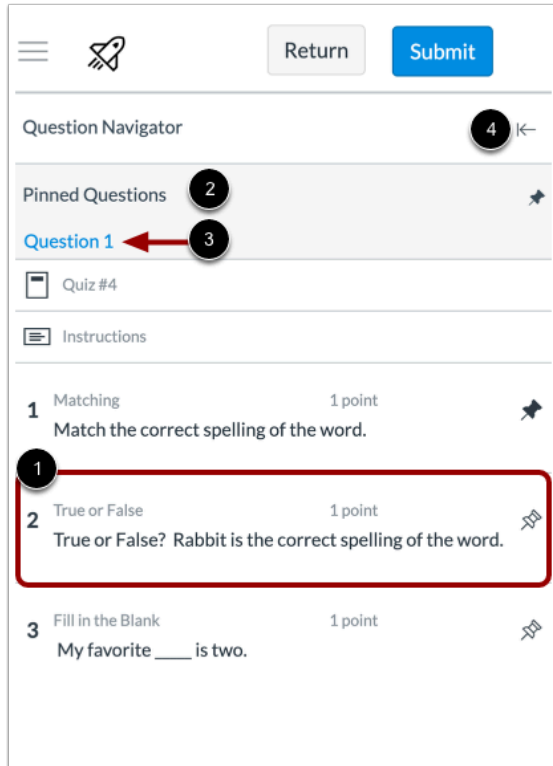 Return
Submit
Question Navigator
4
Pinned Questions
2
Question 1
3
Quiz #4
Instructions
1
Matching
1 point
Match the correct spelling of the word.
1
2
True or False
1 point
True or False? Rabbit is the correct spelling of the word.
3
Fill in the Blank
1 point
My favorite ____ is two.